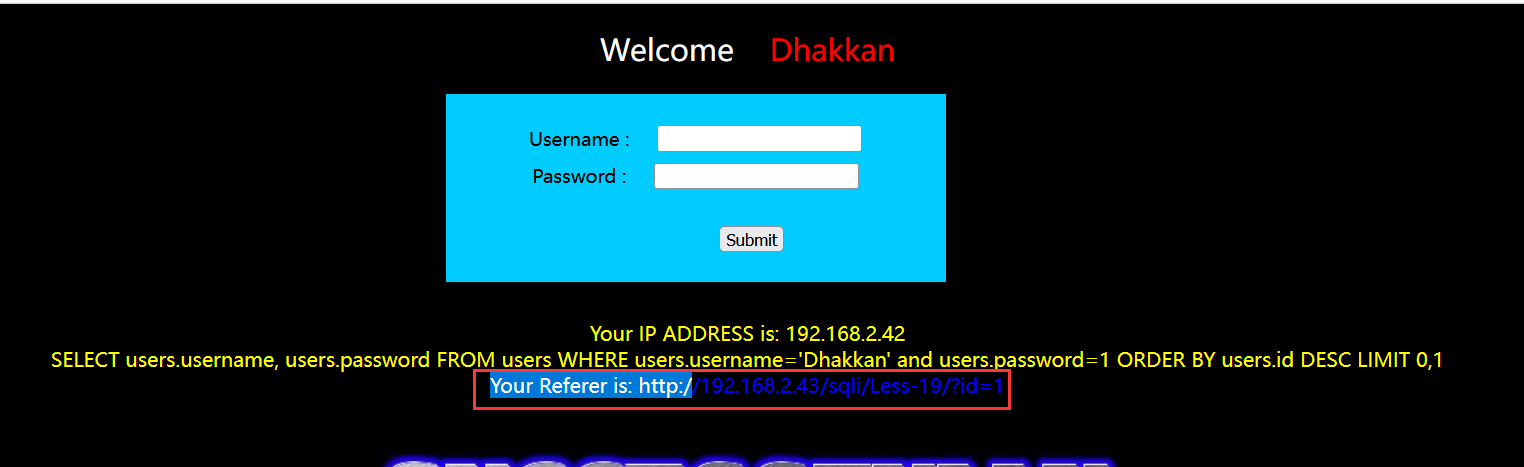 Welcome Dhakkan
Username :
Password :
Submit
Your IP ADDRESS is: 192.168.2.42
SELECT users.username, users.password FROM users WHERE users.username='Dhakkan' and users.password=1 ORDER BY users.id DESC LIMIT 0,1
Your Referer is: http://192.168.2.43/sqli/Less-19/?id=1